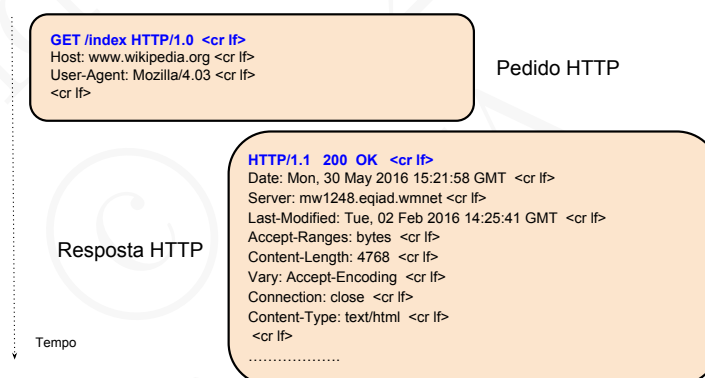 GET /index HTTP/1.0 <cr lf>
Host: www.wikipedia.org <cr lf>
User-Agent: Mozilla/4.03 <cr lf>
<cr lf>
Pedido HTTP
HTTP/1.1 200 OK <cr lf>
Date: Mon, 30 May 2016 15:21:58 GMT <cr lf>
Server: mw1248.eqiad.wmnet <cr lf>
Last-Modified: Tue, 02 Feb 2016 14:25:41 GMT <cr lf>
Accept-Ranges: bytes <cr lf>
Content-Length: 4768 <cr lf>
Vary: Accept-Encoding <cr lf>
Connection: close <cr lf>
Content-Type: text/html <cr lf>
<cr lf>
...................
Resposta HTTP
Tempo